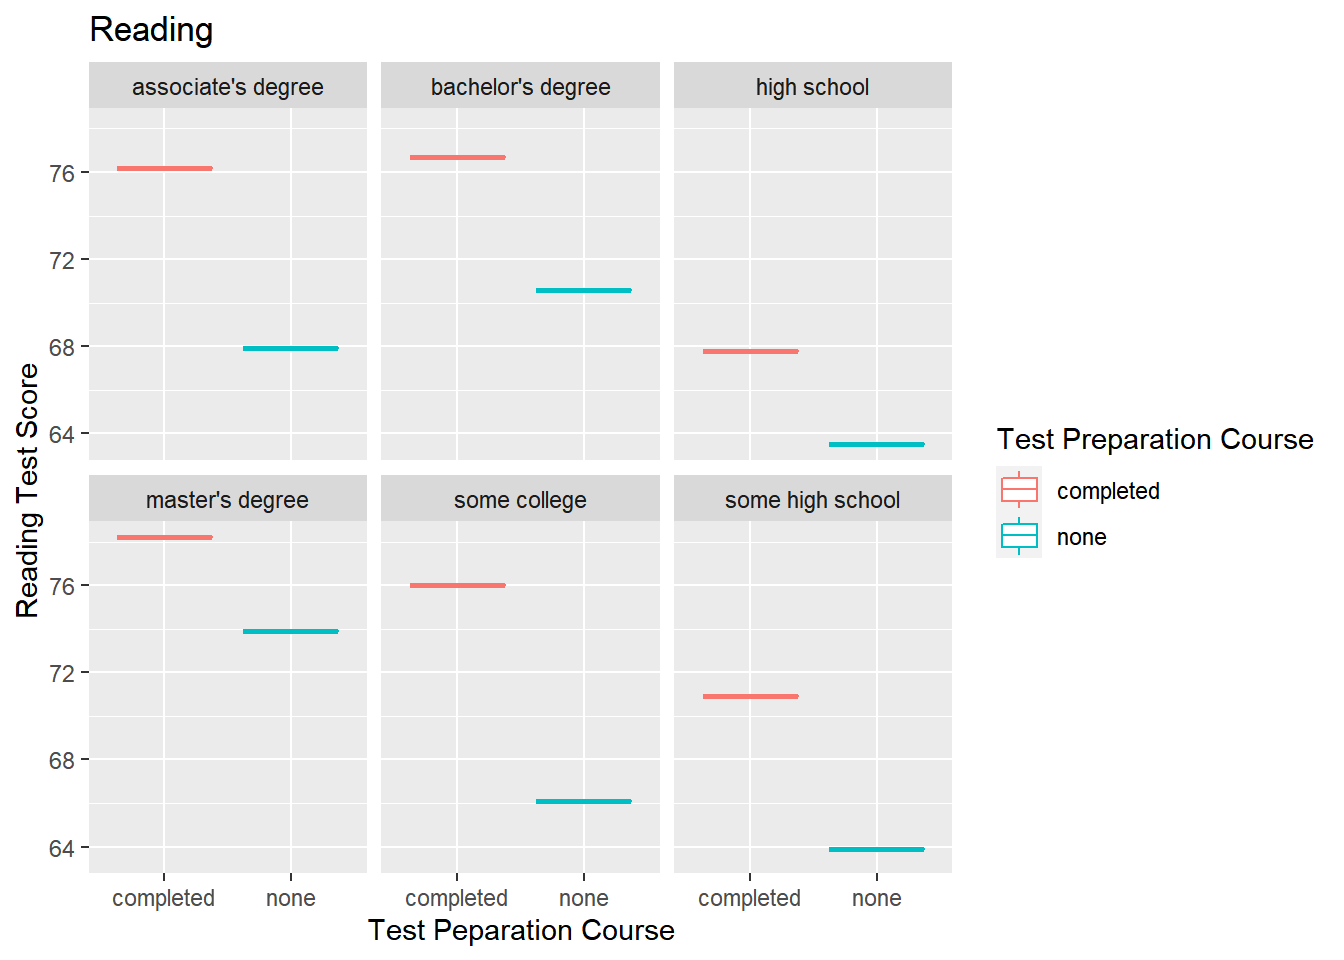 Reading
associate's degree
bachelor's degree
high school
76
72
68
64
Reading Test Score
master's degree
some college
some high school
76
72
68
64
completed
none
completed
none
completed
none
Test Peparation Course
Test Preparation Course
completed
none